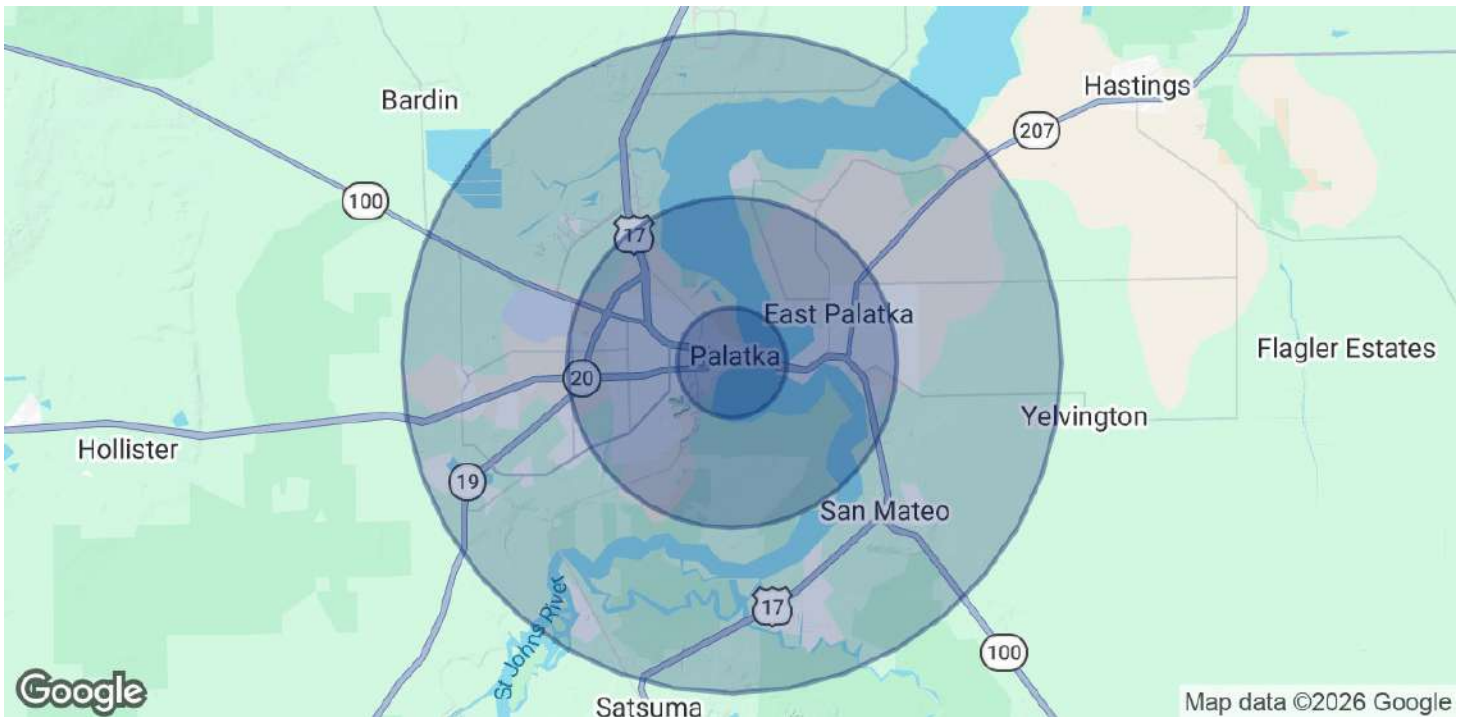 Bardin
Hastings
207
100
17
East Palatka
Palatka
Flagler Estates
20
Yelvington
Hollister
19
San Mateo
17
St Johns River
100
Satsuma
Google
Map data ©2026 Google